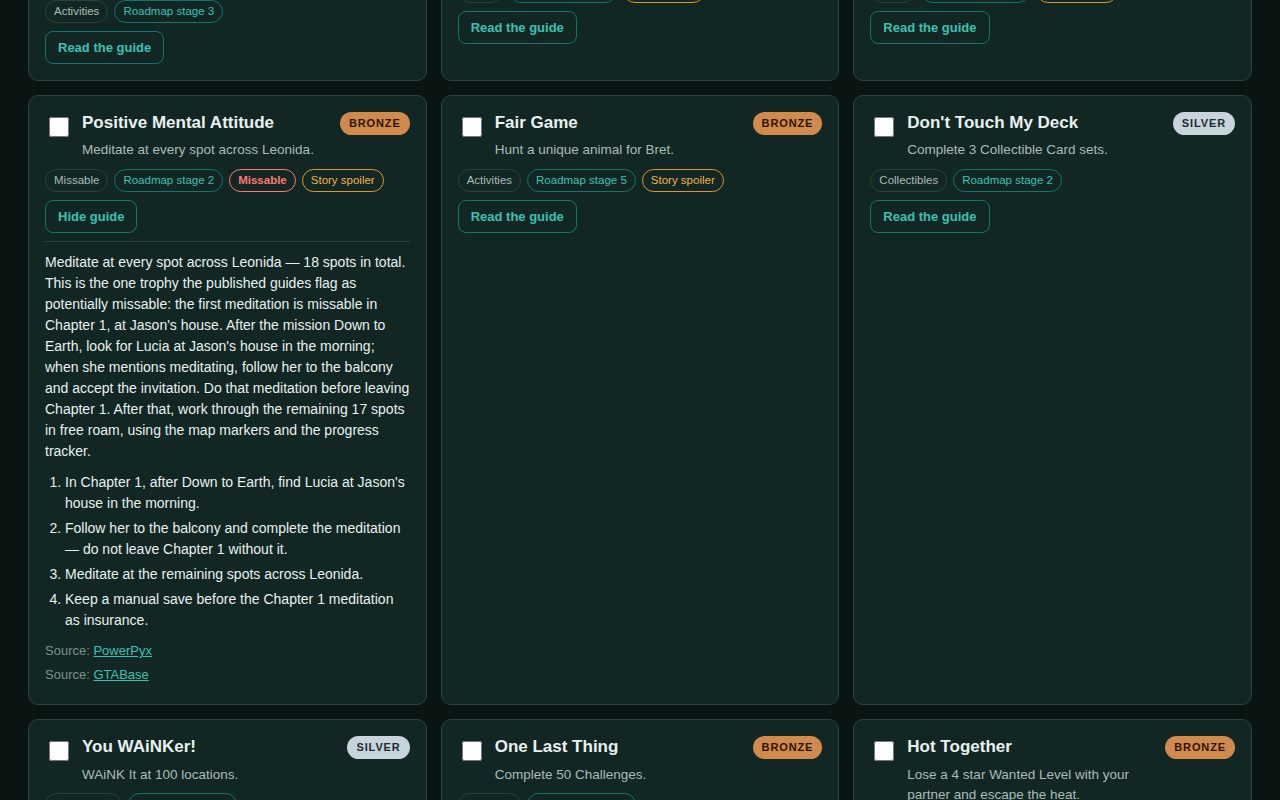 Activities Roadmap stage 3
Read the guide
Read the guide
Read the guide
Positive Mental Attitude BRONZE
Meditate at every spot across Leonida.
Missable Roadmap stage 2 Missable Story spoiler
Hide guide
Meditate at every spot across Leonida — 18 spots in total.
This is the one trophy the published guides flag as
potentially missable: the first meditation is missable in
Chapter 1, at Jason's house. After the mission Down to
Earth, look for Lucia at Jason's house in the morning;
when she mentions meditating, follow her to the balcony
and accept the invitation. Do that meditation before leaving
Chapter 1. After that, work through the remaining 17 spots
in free roam, using the map markers and the progress
tracker.
1. In Chapter 1, after Down to Earth, find Lucia at Jason's
house in the morning.
2. Follow her to the balcony and complete the meditation
— do not leave Chapter 1 without it.
3. Meditate at the remaining spots across Leonida.
4. Keep a manual save before the Chapter 1 meditation
as insurance.
Source: PowerPyx
Source: GTABase
Fair Game BRONZE
Hunt a unique animal for Bret.
Activities Roadmap stage 5 Story spoiler
Read the guide
Don't Touch My Deck SILVER
Complete 3 Collectible Card sets.
Collectibles Roadmap stage 2
Read the guide
You WAiNKer! SILVER
WAiNK It at 100 locations.
One Last Thing BRONZE
Complete 50 Challenges.
Hot Together BRONZE
Lose a 4 star Wanted Level with your
partner and escape the heat.